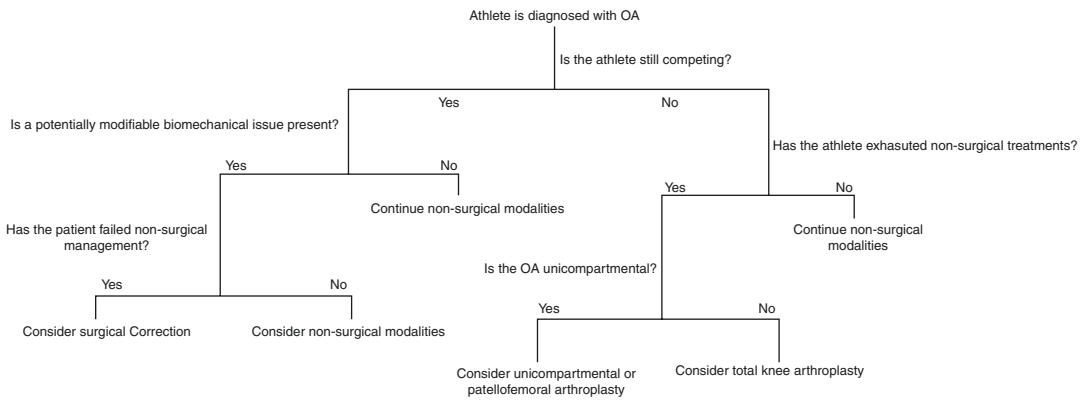 Athlete is diagnosed with OA
Is the athlete still competing?
Yes
No
Is a potentially modifiable biomechanical issue present?
Has the athlete exhasuted non-surgical treatments?
Yes
No
Yes
No
Continue non-surgical modalities
Has the patient failed non-surgical
management?
Continue non-surgical
modalities
Is the OA unicompartmental?
Yes
No
Yes
No
Consider surgical Correction
Consider non-surgical modalities
Consider unicompartmental or
patellofemoral arthroplasty
Consider total knee arthroplasty